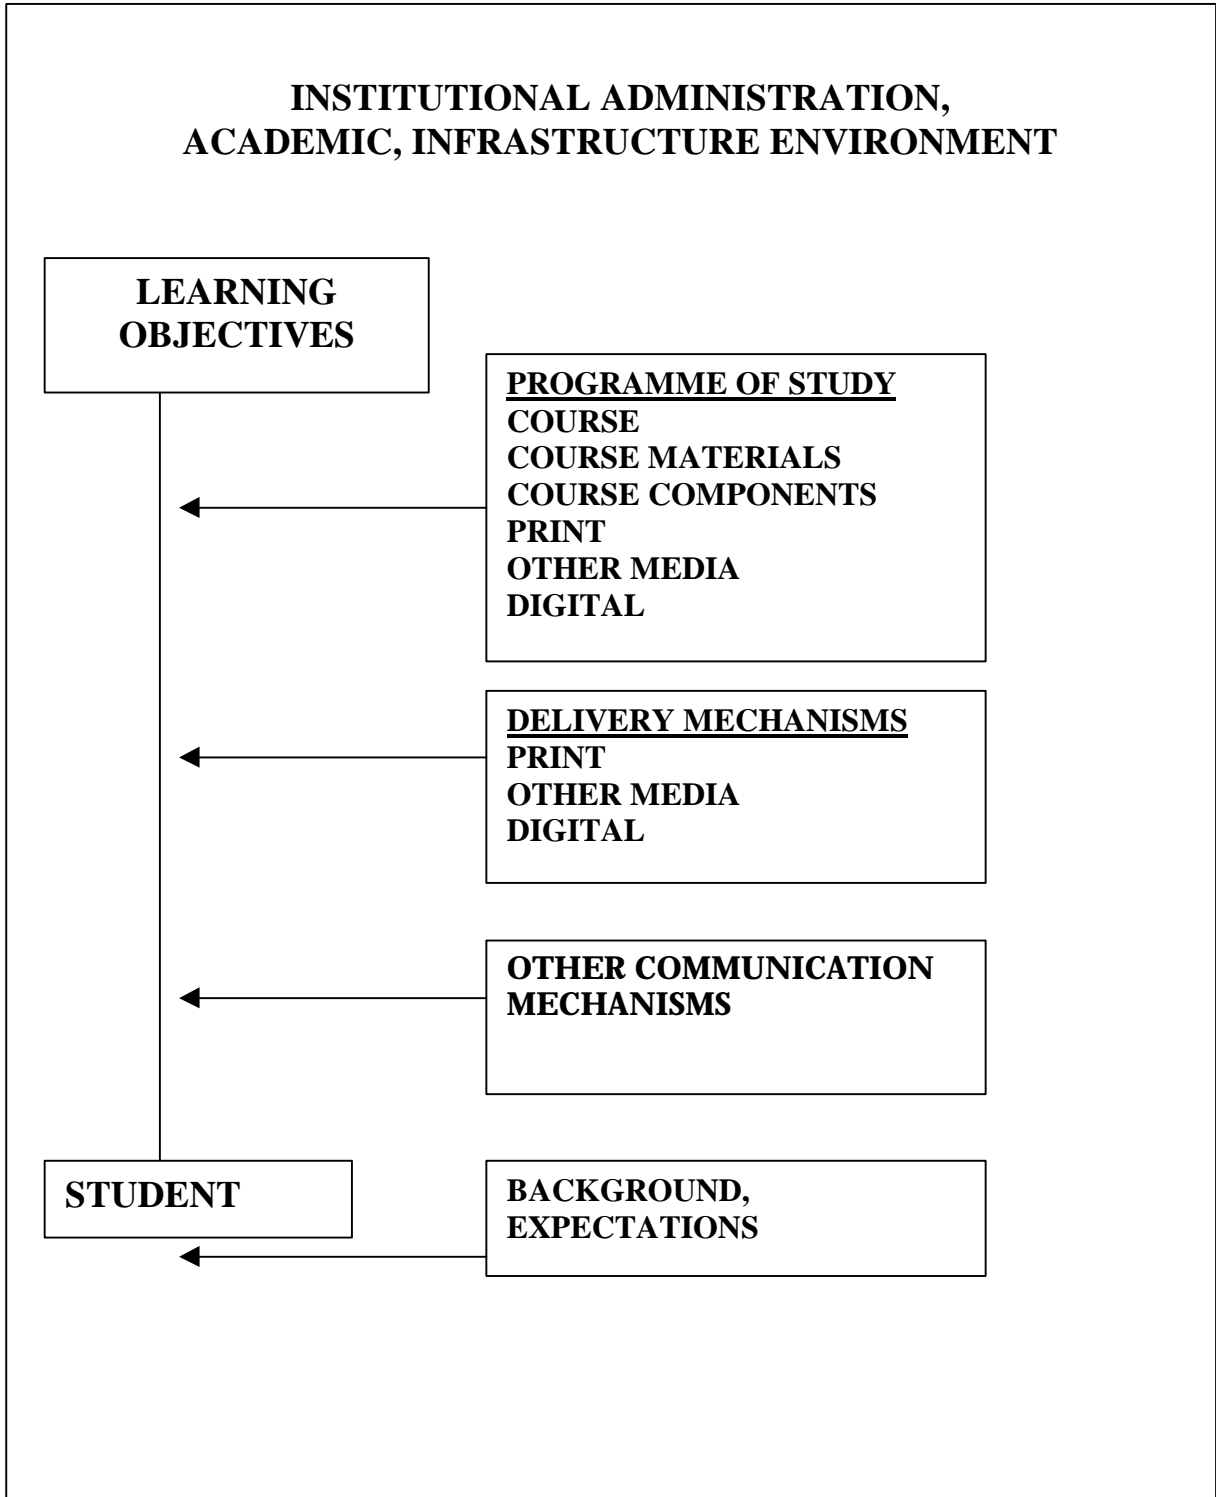 INSTITUTIONAL ADMINISTRATION,
ACADEMIC, INFRASTRUCTURE ENVIRONMENT
LEARNING
OBJECTIVES
PROGRAMME OF STUDY
COURSE
COURSE MATERIALS
COURSE COMPONENTS
PRINT
OTHER MEDIA
DIGITAL
DELIVERY MECHANISMS
PRINT
OTHER MEDIA
DIGITAL
OTHER COMMUNICATION
MECHANISMS
STUDENT
BACKGROUND,
EXPECTATIONS